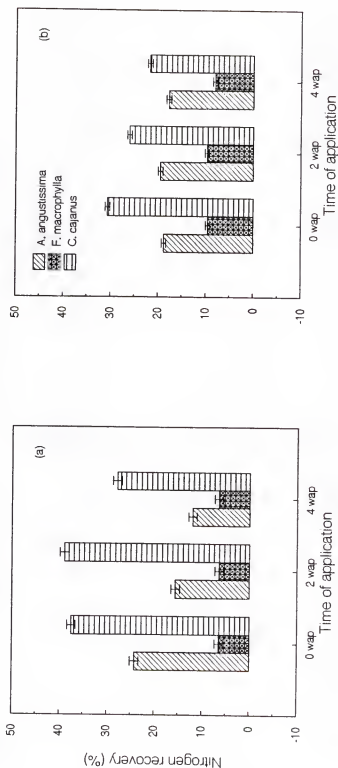 (a)
50
40
30
20
10
0
-10
Nitrogen recovery (%)
0 wap 2 wap 4 wap
Time of application
(b)
50
40
30
20
10
0
-10
A. angustissima
F. macrophylla
C. cajanus
0 wap 2 wap 4 wap
Time of application